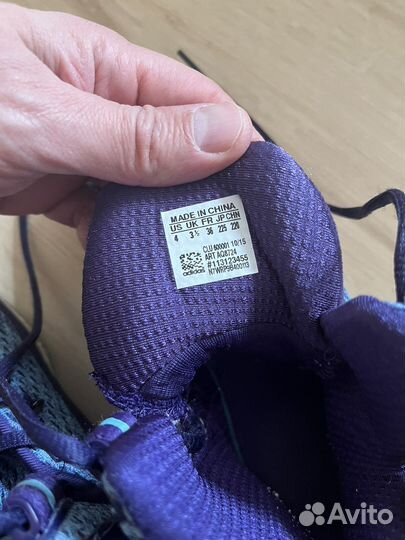 MADE IN CHINA
US UK FR JP CHN
4 3½ 36 225 220
CLU 600001 10/15
ART AQ8724
#113123455
adidas
Avito